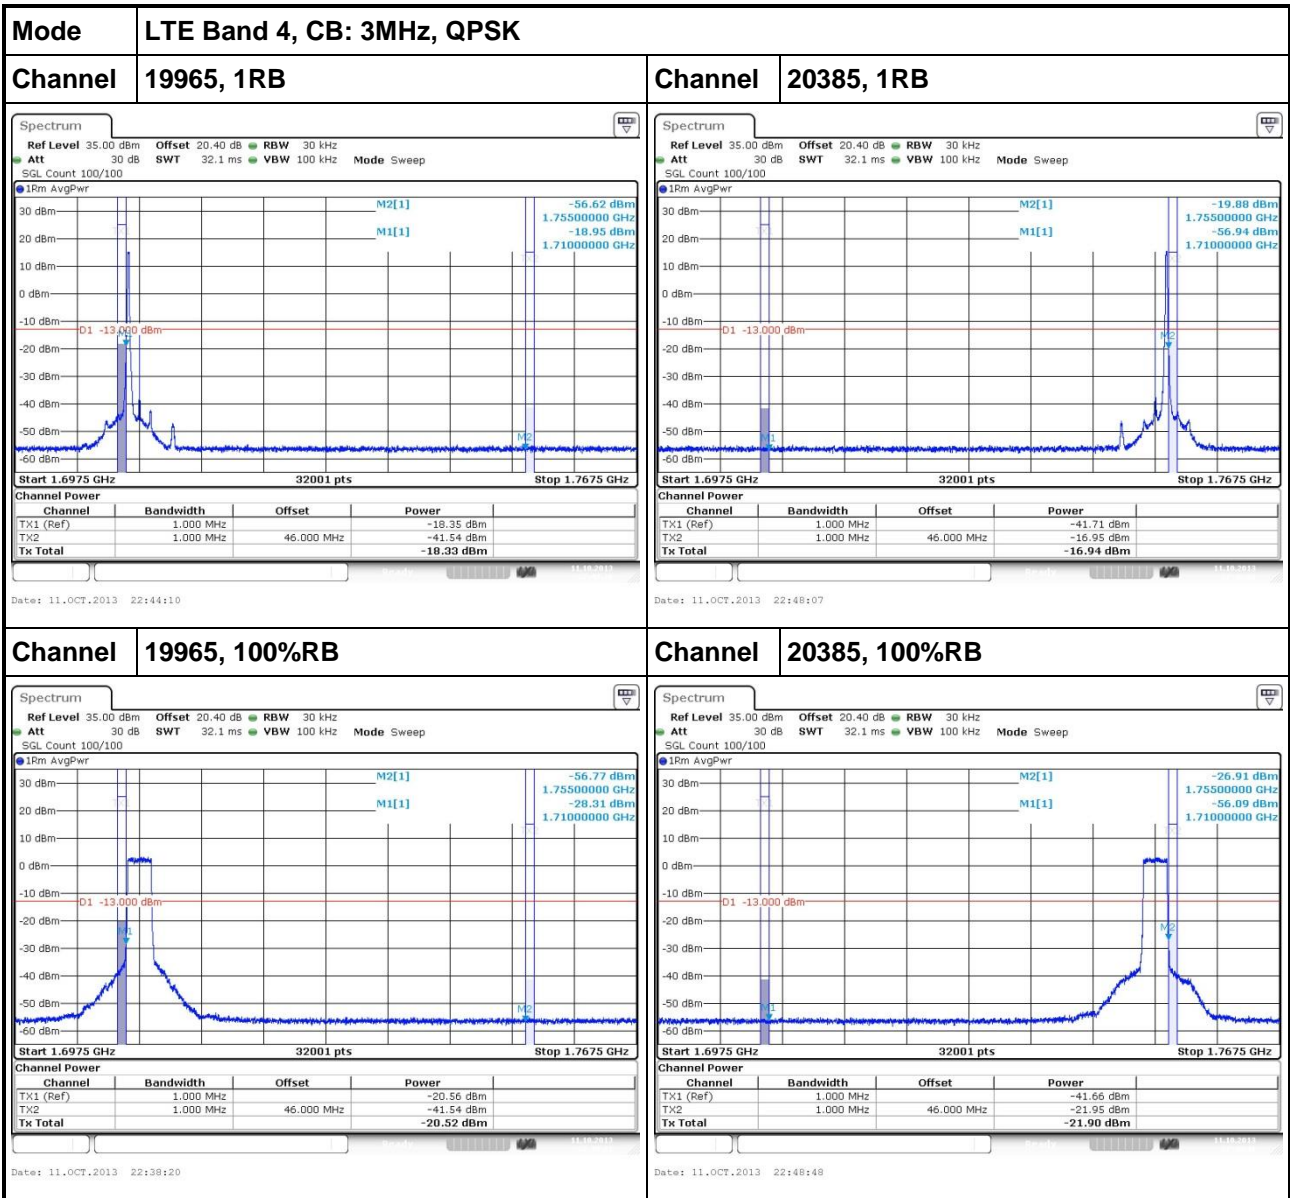 Mode LTE Band 4, CB: 3MHz, QPSK
Channel 19965, 1RB
Spectrum
Ref Level 35.00 dBm Offset 20.40 dB RBW 30 kHz
Att 30 dB SWT 32.1 ms VBW 100 kHz Mode Sweep
SGL Count 100/100
1Rm AvgPwr
M2[1] -56.62 dBm
1.75500000 GHz
M1[1] -18.95 dBm
1.71000000 GHz
30 dBm
20 dBm
10 dBm
0 dBm
-10 dBm
D1 -13.000 dBm
-20 dBm
-30 dBm
-40 dBm
-50 dBm
M2
-60 dBm
Start 1.6975 GHz 32001 pts Stop 1.7675 GHz
Channel Power
Channel Bandwidth Offset Power
TX1 (Ref) 1.000 MHz -18.35 dBm
TX2 1.000 MHz 46.000 MHz -41.54 dBm
Tx Total -18.33 dBm
Date: 11.OCT.2013 22:44:10
Channel 20385, 1RB
Spectrum
Ref Level 35.00 dBm Offset 20.40 dB RBW 30 kHz
Att 30 dB SWT 32.1 ms VBW 100 kHz Mode Sweep
SGL Count 100/100
1Rm AvgPwr
M2[1] -19.88 dBm
1.75500000 GHz
M1[1] -56.94 dBm
1.71000000 GHz
30 dBm
20 dBm
10 dBm
0 dBm
-10 dBm
D1 -13.000 dBm
M2
-20 dBm
-30 dBm
-40 dBm
-50 dBm
M1
-60 dBm
Start 1.6975 GHz 32001 pts Stop 1.7675 GHz
Channel Power
Channel Bandwidth Offset Power
TX1 (Ref) 1.000 MHz -41.71 dBm
TX2 1.000 MHz 46.000 MHz -16.95 dBm
Tx Total -16.94 dBm
Date: 11.OCT.2013 22:48:07
Channel 19965, 100%RB
Spectrum
Ref Level 35.00 dBm Offset 20.40 dB RBW 30 kHz
Att 30 dB SWT 32.1 ms VBW 100 kHz Mode Sweep
SGL Count 100/100
1Rm AvgPwr
M2[1] -56.77 dBm
1.75500000 GHz
M1[1] -28.31 dBm
1.71000000 GHz
30 dBm
20 dBm
10 dBm
0 dBm
-10 dBm
D1 -13.000 dBm
-20 dBm
M1
-30 dBm
-40 dBm
-50 dBm
M2
-60 dBm
Start 1.6975 GHz 32001 pts Stop 1.7675 GHz
Channel Power
Channel Bandwidth Offset Power
TX1 (Ref) 1.000 MHz -20.56 dBm
TX2 1.000 MHz 46.000 MHz -41.54 dBm
Tx Total -20.52 dBm
Date: 11.OCT.2013 22:38:20
Channel 20385, 100%RB
Spectrum
Ref Level 35.00 dBm Offset 20.40 dB RBW 30 kHz
Att 30 dB SWT 32.1 ms VBW 100 kHz Mode Sweep
SGL Count 100/100
1Rm AvgPwr
M2[1] -26.91 dBm
1.75500000 GHz
M1[1] -56.09 dBm
1.71000000 GHz
30 dBm
20 dBm
10 dBm
0 dBm
-10 dBm
D1 -13.000 dBm
-20 dBm
M2
-30 dBm
-40 dBm
-50 dBm
M1
-60 dBm
Start 1.6975 GHz 32001 pts Stop 1.7675 GHz
Channel Power
Channel Bandwidth Offset Power
TX1 (Ref) 1.000 MHz -41.66 dBm
TX2 1.000 MHz 46.000 MHz -21.95 dBm
Tx Total -21.90 dBm
Date: 11.OCT.2013 22:48:48